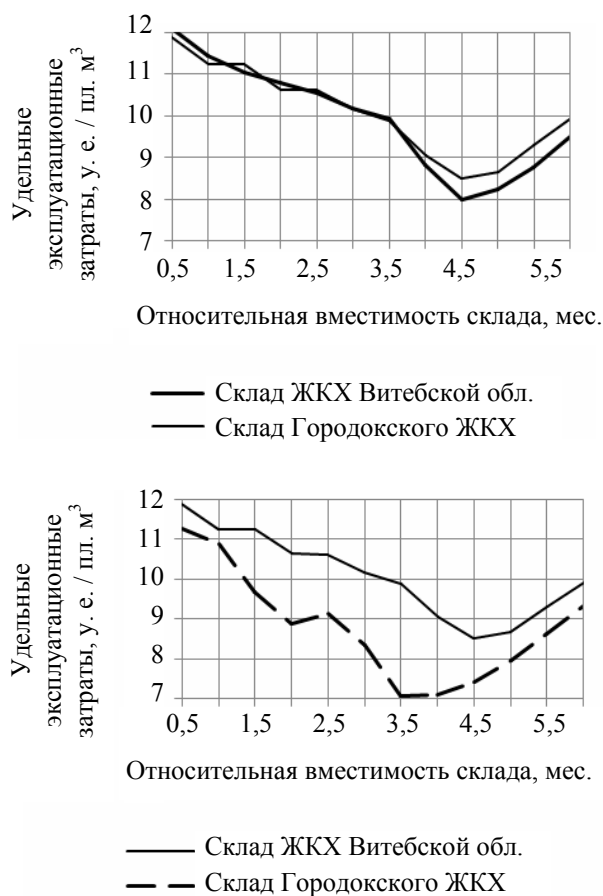 Удельные
эксплуатационные
затраты, у. е. / пл. м³
12
11
10
9
8
7
0,5 1,5 2,5 3,5 4,5 5,5
Относительная вместимость склада, мес.
Склад ЖКХ Витебской обл.
Склад Городокского ЖКХ
Удельные
эксплуатационные
затраты, у. е. / пл. м³
12
11
10
9
8
7
0,5 1,5 2,5 3,5 4,5 5,5
Относительная вместимость склада, мес.
Склад ЖКХ Витебской обл.
Склад Городокского ЖКХ